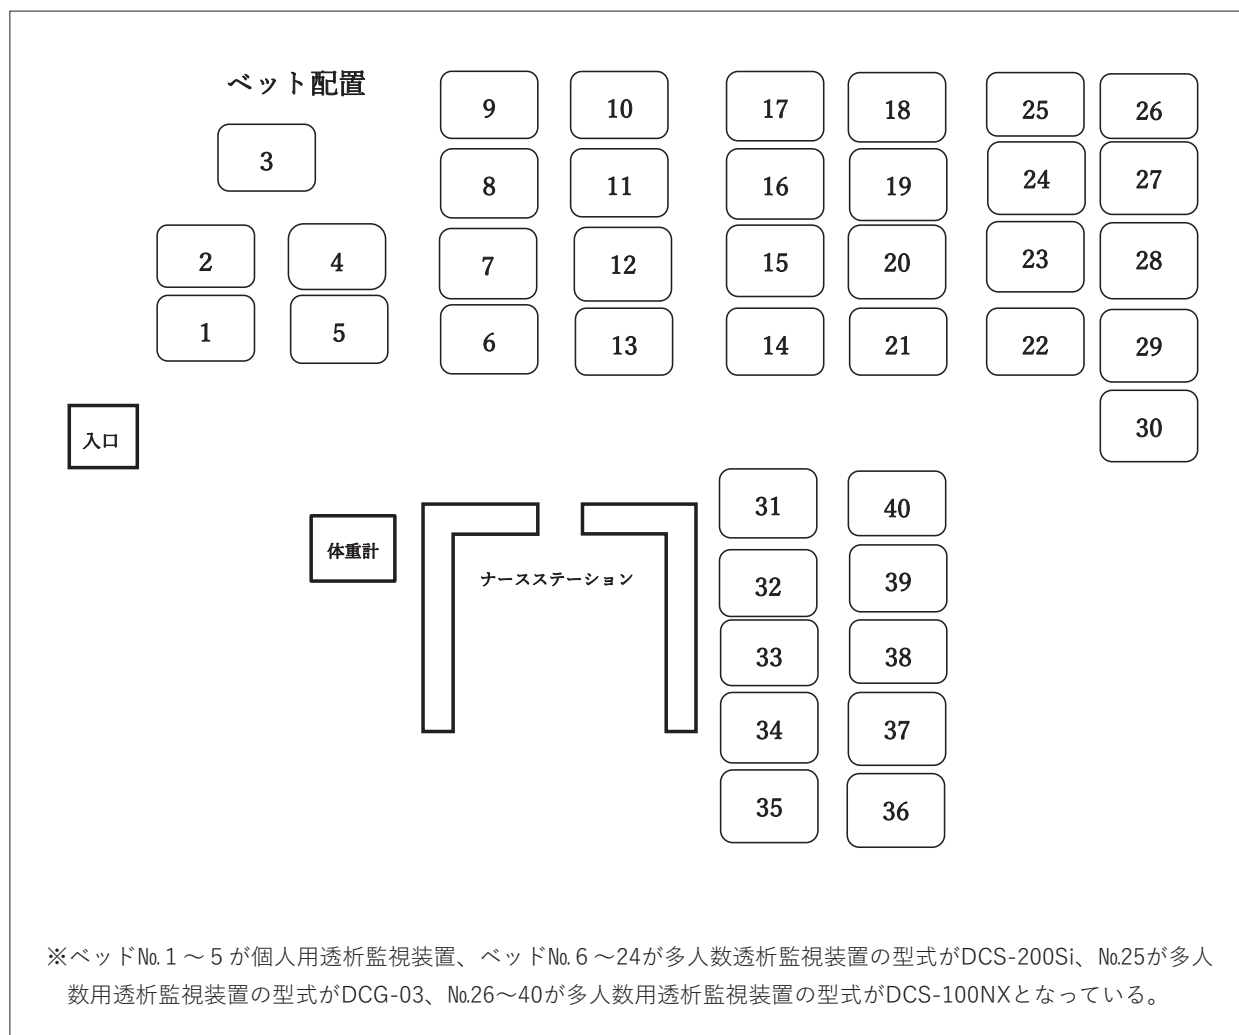 ベット配置
9 10 17 18 25 26
3
8 11 16 19 24 27
2 4 7 12 15 20 23 28
1 5 6 13 14 21 22 29
30
入口
31 40
体重計
ナースステーション
32 39
33 38
34 37
35 36
※ベッド№1～5が個人用透析監視装置、ベッド№6～24が多人数透析監視装置の型式がDCS-200Si、№25が多人
数用透析監視装置の型式がDCG-03、№26～40が多人数用透析監視装置の型式がDCS-100NXとなっている。